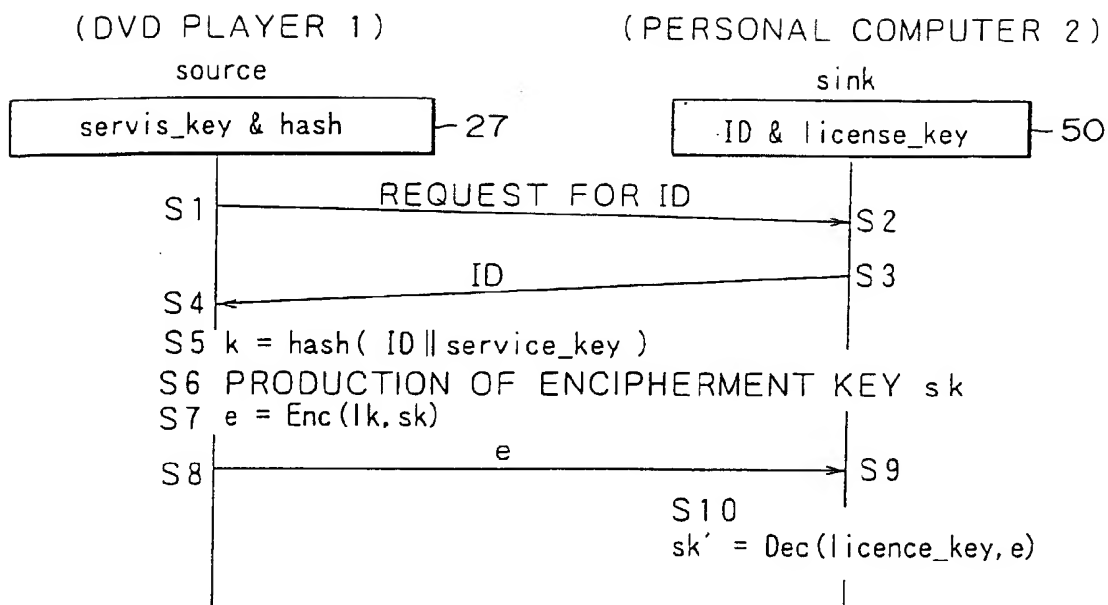 (DVD PLAYER 1)
(PERSONAL COMPUTER 2)
source
sink
servis_key & hash
27
ID & license_key
50
S1
REQUEST FOR ID
S2
ID
S3
S4
S5 k = hash( ID || service_key )
S6 PRODUCTION OF ENCIPHERMENT KEY sk
S7 e = Enc(lk, sk)
S8
e
S9
S10
sk′ = Dec(licence_key, e)